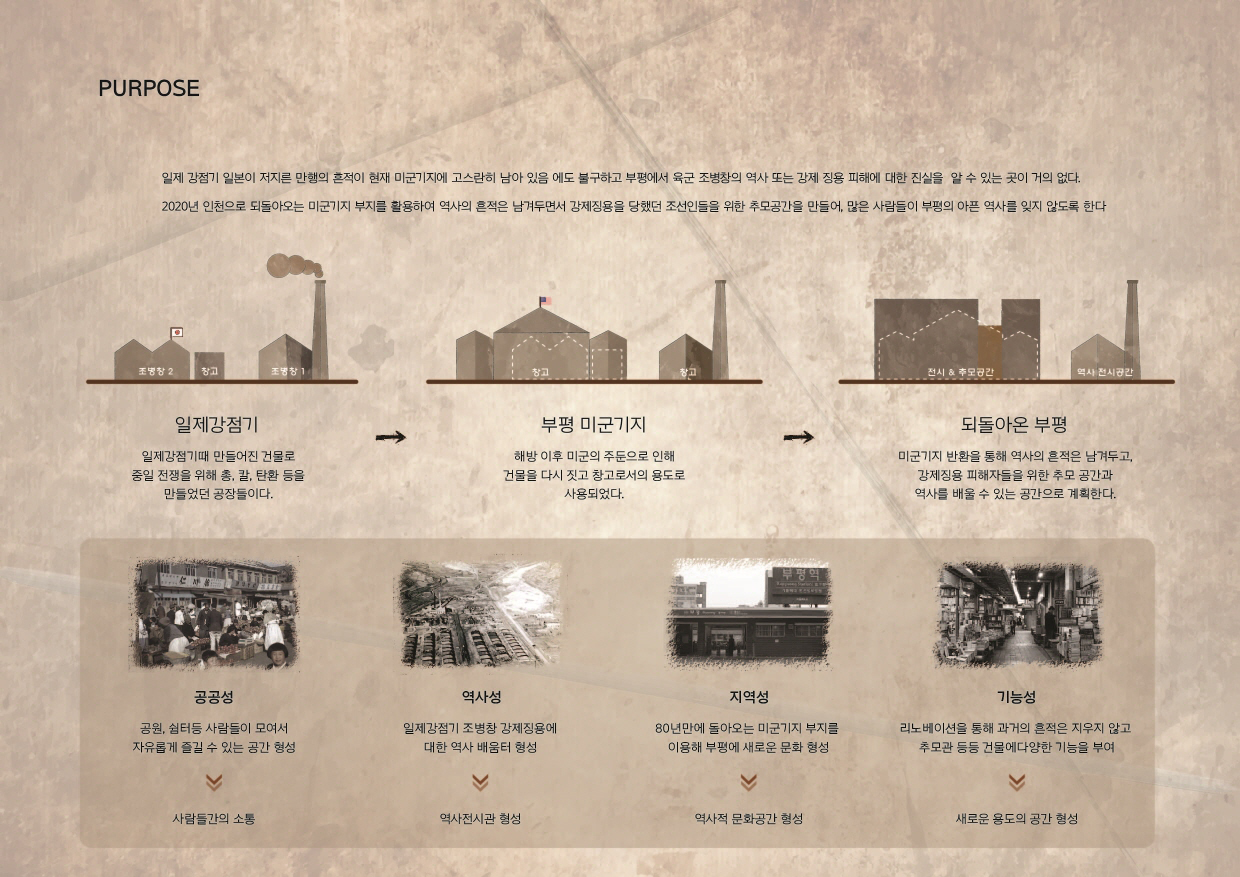 PURPOSE
일제 강점기 일본이 저지른 만행의 흔적이 현재 미군기지에 고스란히 남아 있음 에도 불구하고 부평에서 육군 조병창의 역사 또는 강제 징용 피해에 대한 진실을 알 수 있는 곳이 거의 없다.
2020년 인천으로 되돌아오는 미군기지 부지를 활용하여 역사의 흔적은 남겨두면서 강제징용을 당했던 조선인들을 위한 추모공간을 만들어, 많은 사람들이 부평의 아픈 역사를 잊지 않도록 한다
조병창 2
창고
조병창 1
창고
창고
전시 & 추모공간
역사 전시공간
일제강점기
일제강점기때 만들어진 건물로
중일 전쟁을 위해 총, 칼, 탄환 등을
만들었던 공장들이다.
부평 미군기지
해방 이후 미군의 주둔으로 인해
건물을 다시 짓고 창고로서의 용도로
사용되었다.
되돌아온 부평
미군기지 반환을 통해 역사의 흔적은 남겨두고,
강제징용 피해자들을 위한 추모 공간과
역사를 배울 수 있는 공간으로 계획한다.
부평역
공공성
공원, 쉼터등 사람들이 모여서
자유롭게 즐길 수 있는 공간 형성
사람들간의 소통
역사성
일제강점기 조병창 강제징용에
대한 역사 배움터 형성
역사전시관 형성
지역성
80년만에 돌아오는 미군기지 부지를
이용해 부평에 새로운 문화 형성
역사적 문화공간 형성
기능성
리노베이션을 통해 과거의 흔적은 지우지 않고
추모관 등등 건물에다양한 기능을 부여
새로운 용도의 공간 형성